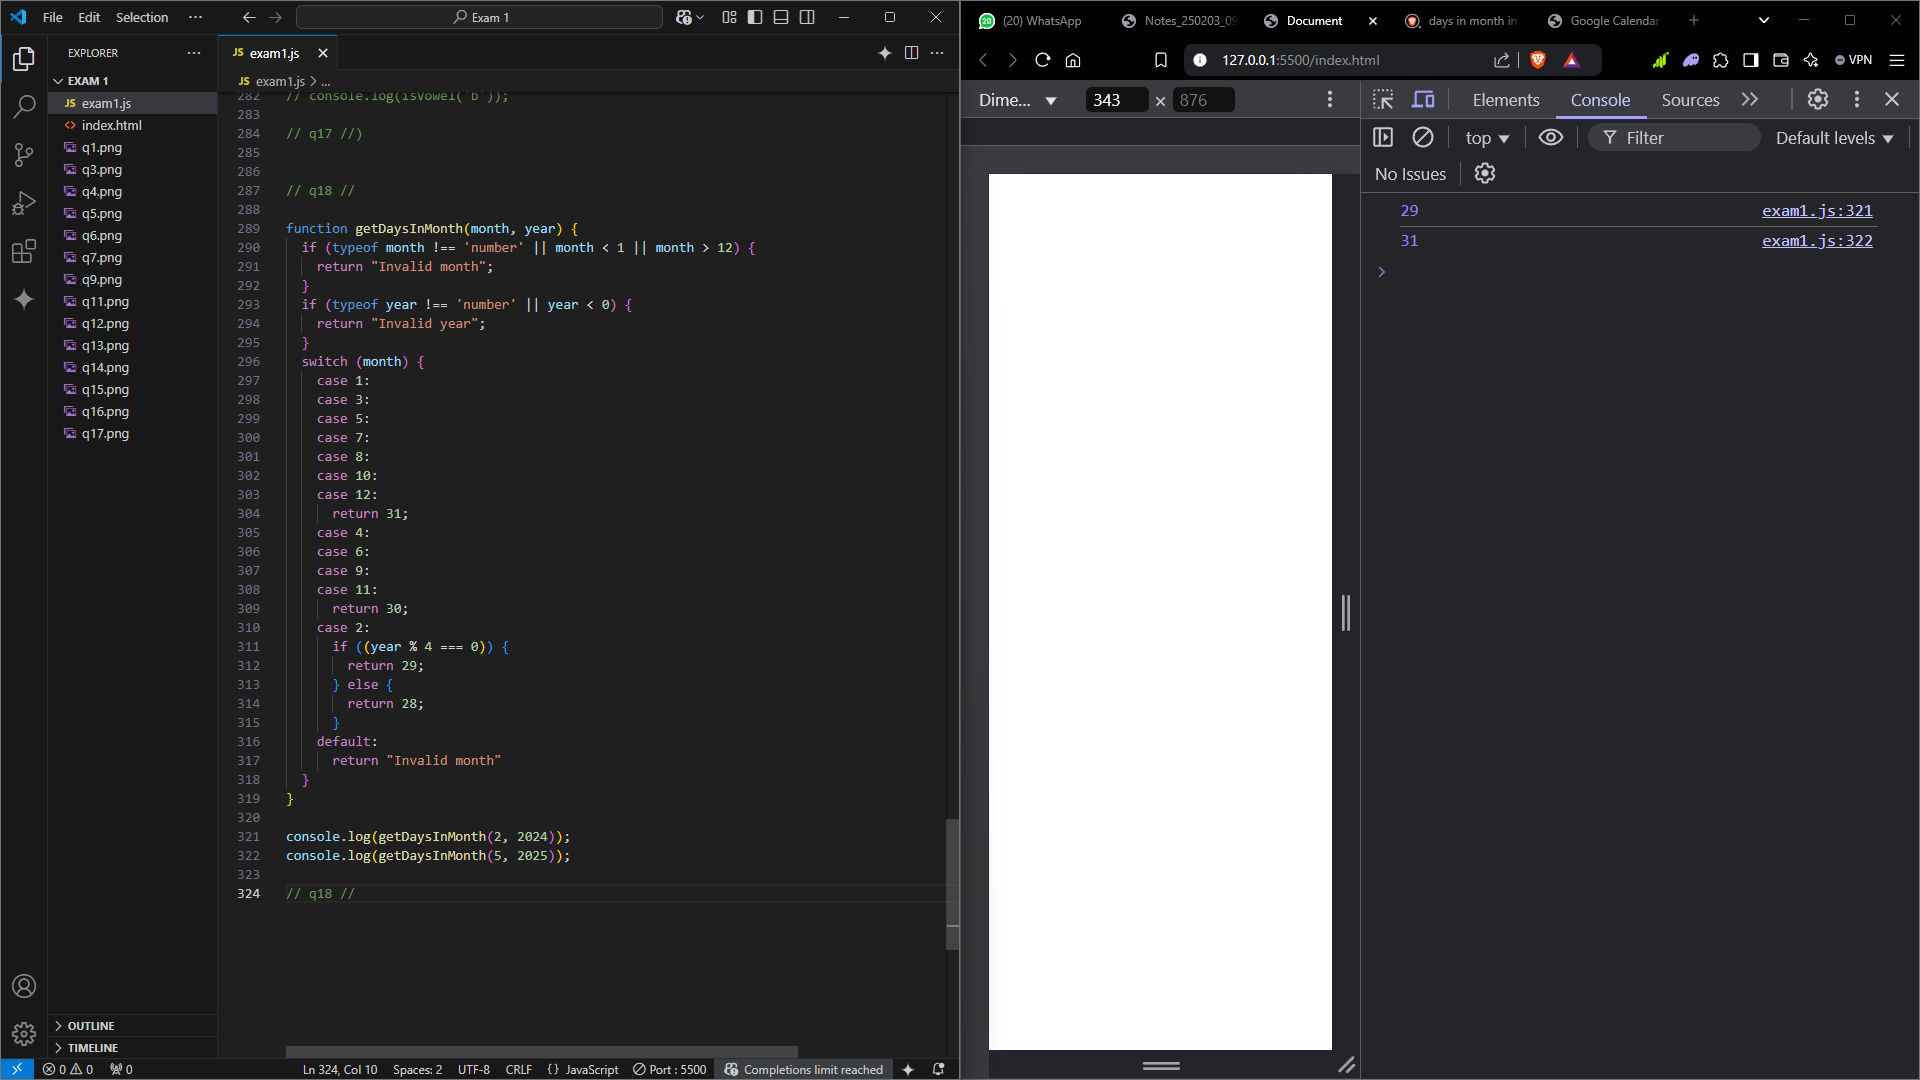 File Edit Selection ··· Exam 1
EXPLORER
EXAM 1
JS exam1.js
index.html
q1.png
q3.png
q4.png
q5.png
q6.png
q7.png
q9.png
q11.png
q12.png
q13.png
q14.png
q15.png
q16.png
q17.png
OUTLINE
TIMELINE
JS exam1.js
JS exam1.js > ...
282 // console.log(isVowel(`b`));
283
284 // q17 //)
285
286
287 // q18 //
288
289 function getDaysInMonth(month, year) {
290 if (typeof month !== 'number' || month < 1 || month > 12) {
291 return "Invalid month";
292 }
293 if (typeof year !== 'number' || year < 0) {
294 return "Invalid year";
295 }
296 switch (month) {
297 case 1:
298 case 3:
299 case 5:
300 case 7:
301 case 8:
302 case 10:
303 case 12:
304 return 31;
305 case 4:
306 case 6:
307 case 9:
308 case 11:
309 return 30;
310 case 2:
311 if ((year % 4 === 0)) {
312 return 29;
313 } else {
314 return 28;
315 }
316 default:
317 return "Invalid month"
318 }
319 }
320
321 console.log(getDaysInMonth(2, 2024));
322 console.log(getDaysInMonth(5, 2025));
323
324 // q18 //
0 0 0 Ln 324, Col 10 Spaces: 2 UTF-8 CRLF {} JavaScript Port : 5500 Completions limit reached
20 (20) WhatsApp Notes_250203_09 Document days in month in Google Calendar
127.0.0.1:5500/index.html VPN
Dime... 343 × 876
Elements Console Sources
top Filter Default levels
No Issues
29 exam1.js:321
31 exam1.js:322